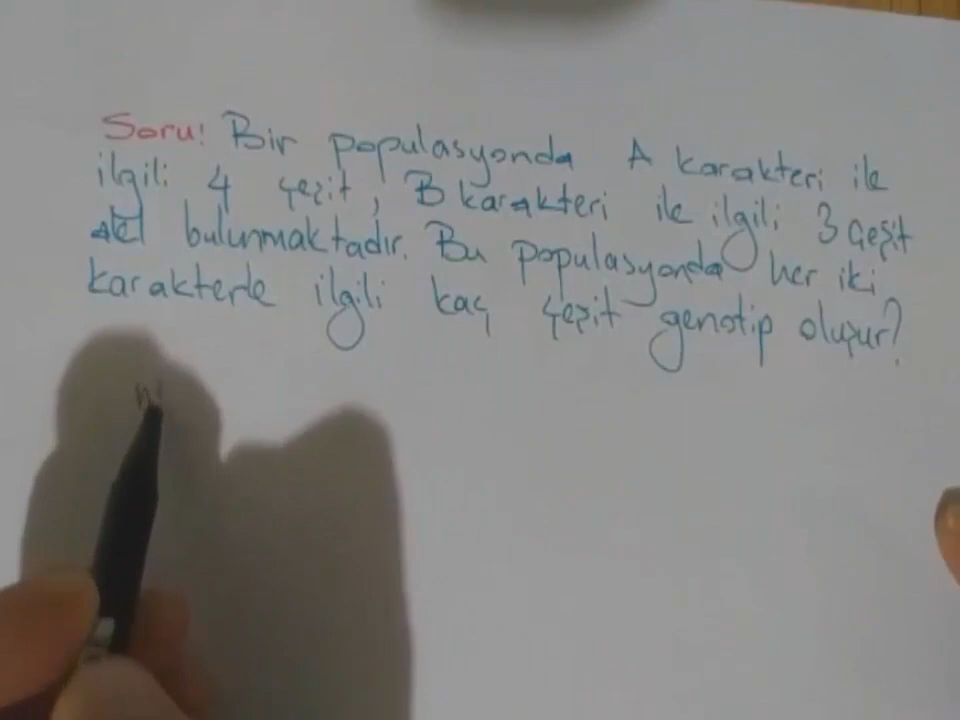 Soru! Bir populasyonda A karakteri ile
ilgili 4 çeşit, B karakteri ile ilgili 3 çeşit
alel bulunmaktadır. Bu populasyonda her iki
karakterle ilgili kaç çeşit genotip oluşur?
n